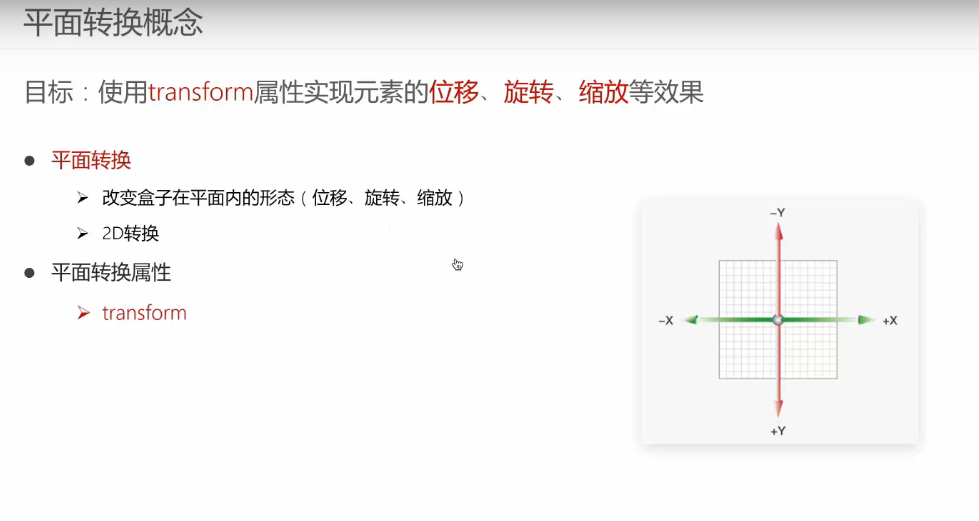 平面转换概念
目标：使用transform属性实现元素的位移、旋转、缩放等效果
● 平面转换
➢ 改变盒子在平面内的形态（位移、旋转、缩放）
➢ 2D转换
● 平面转换属性
➢ transform
–Y
–X
+X
+Y